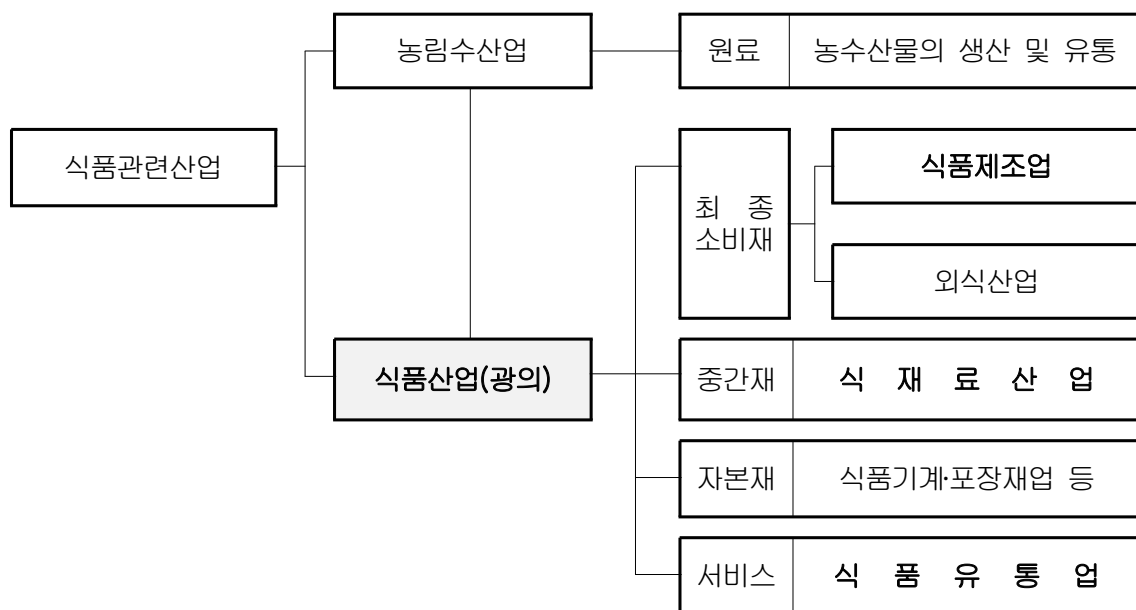 농림수산업
원료 농수산물의 생산 및 유통
식품관련산업
최 종
소비재
식품제조업
외식산업
식품산업(광의)
중간재 식 재 료 산 업
자본재 식품기계·포장재업 등
서비스 식 품 유 통 업